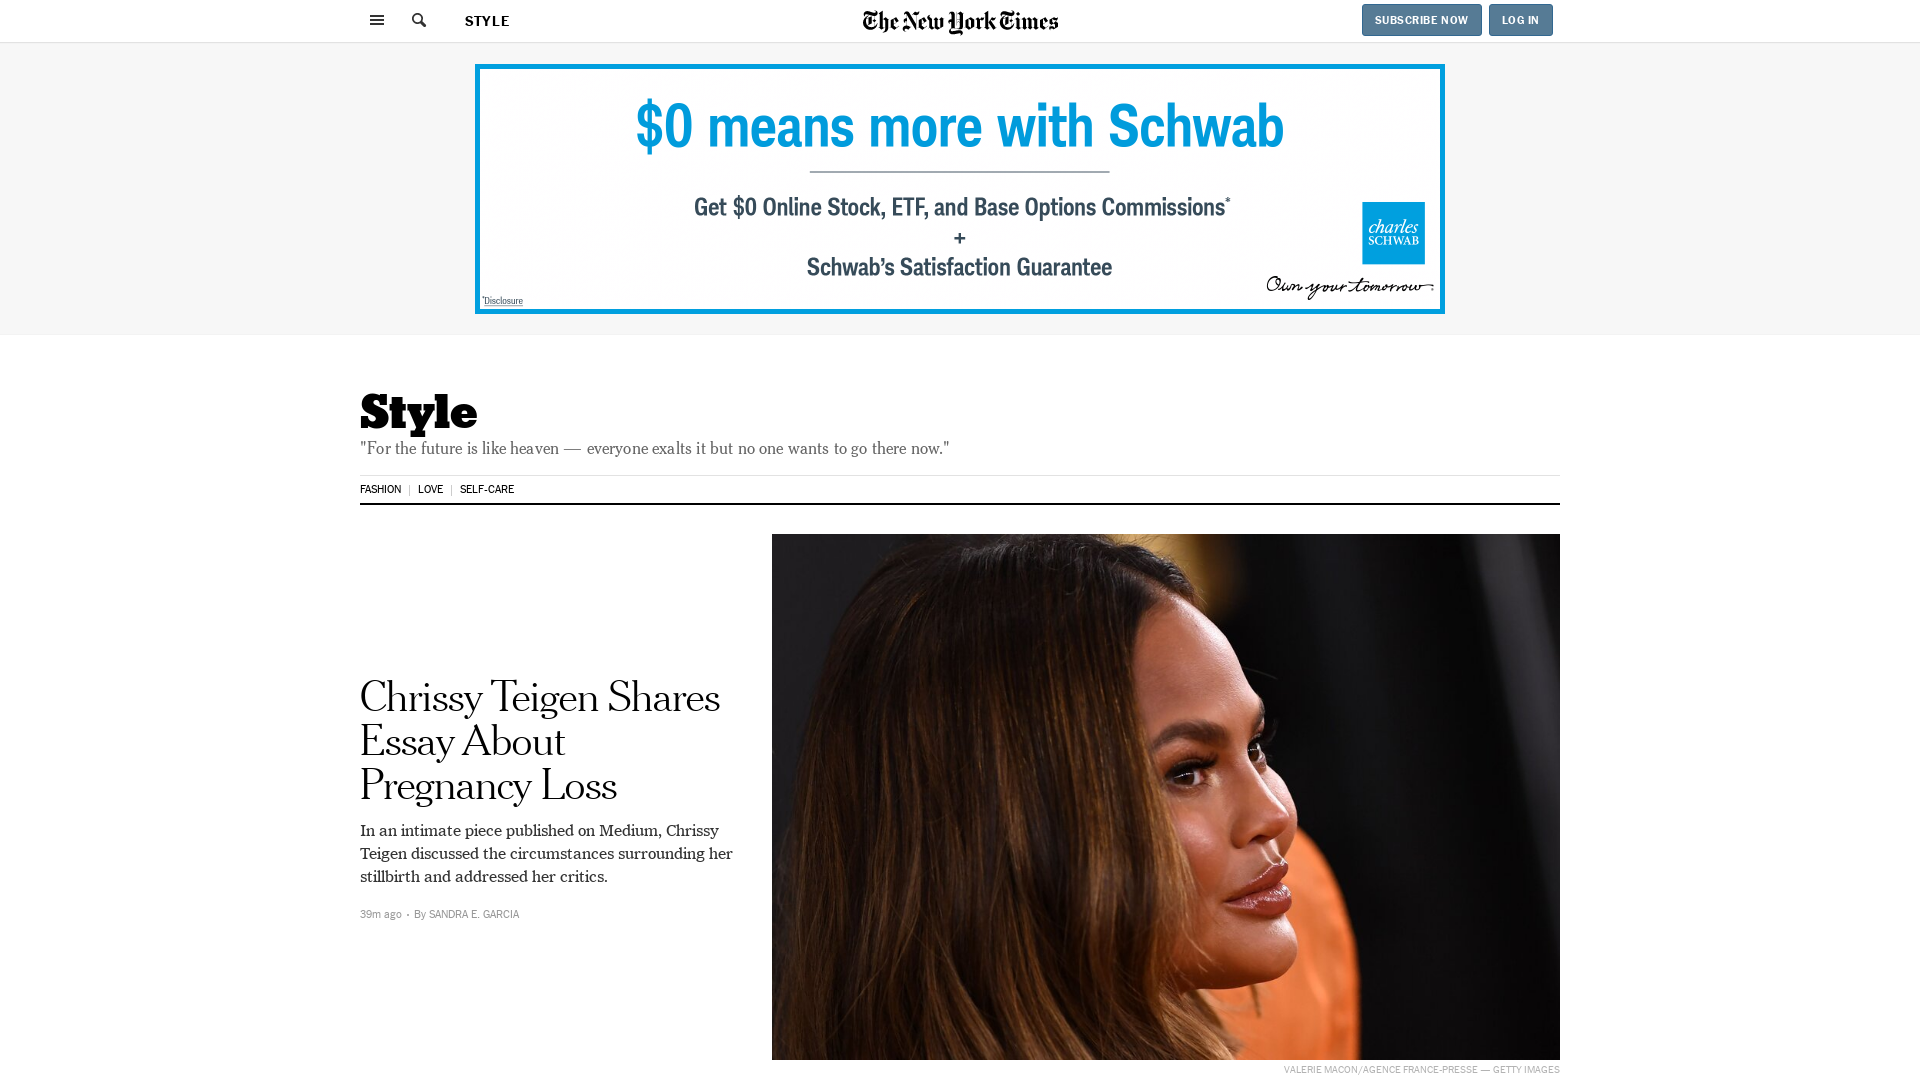 STYLE
The New York Times
SUBSCRIBE NOW
LOG IN
$0 means more with Schwab
Get $0 Online Stock, ETF, and Base Options Commissions*
+
Schwab’s Satisfaction Guarantee
charles
SCHWAB
Own your tomorrow
*Disclosure
Style
"For the future is like heaven — everyone exalts it but no one wants to go there now."
FASHION | LOVE | SELF-CARE
Chrissy Teigen Shares
Essay About
Pregnancy Loss
In an intimate piece published on Medium, Chrissy
Teigen discussed the circumstances surrounding her
stillbirth and addressed her critics.
39m ago · By SANDRA E. GARCIA
VALERIE MACON/AGENCE FRANCE-PRESSE — GETTY IMAGES